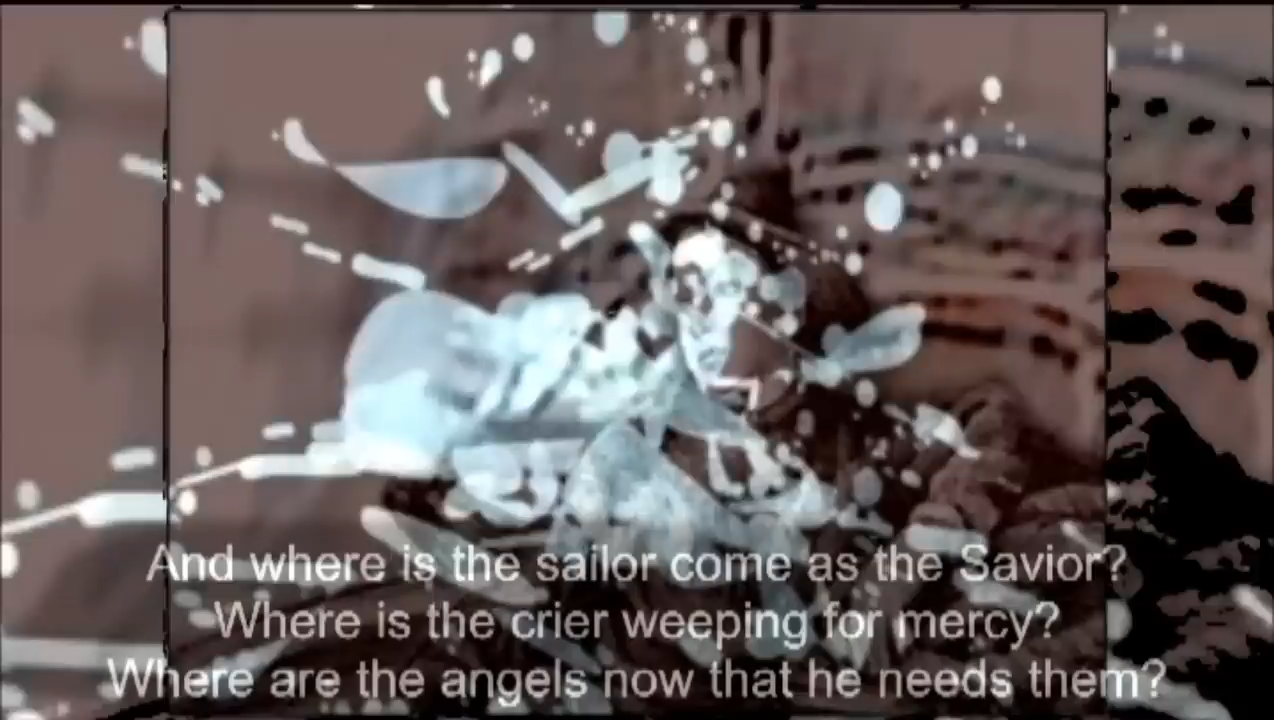 And where is the sailor come as the Savior?
Where is the crier weeping for mercy?
Where are the angels now that he needs them?